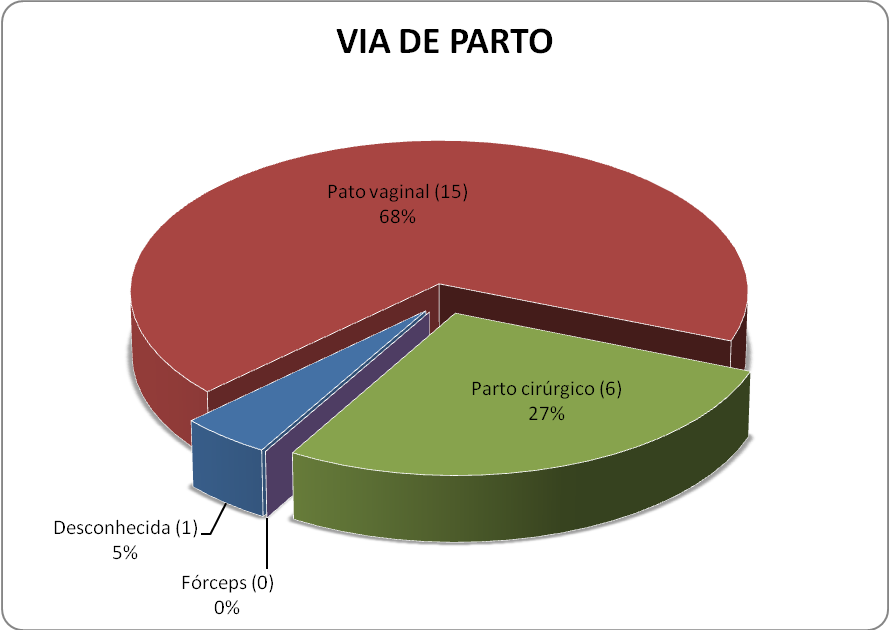 VIA DE PARTO
Pato vaginal (15)
68%
Parto cirúrgico (6)
27%
Desconhecida (1)
5%
Fórceps (0)
0%